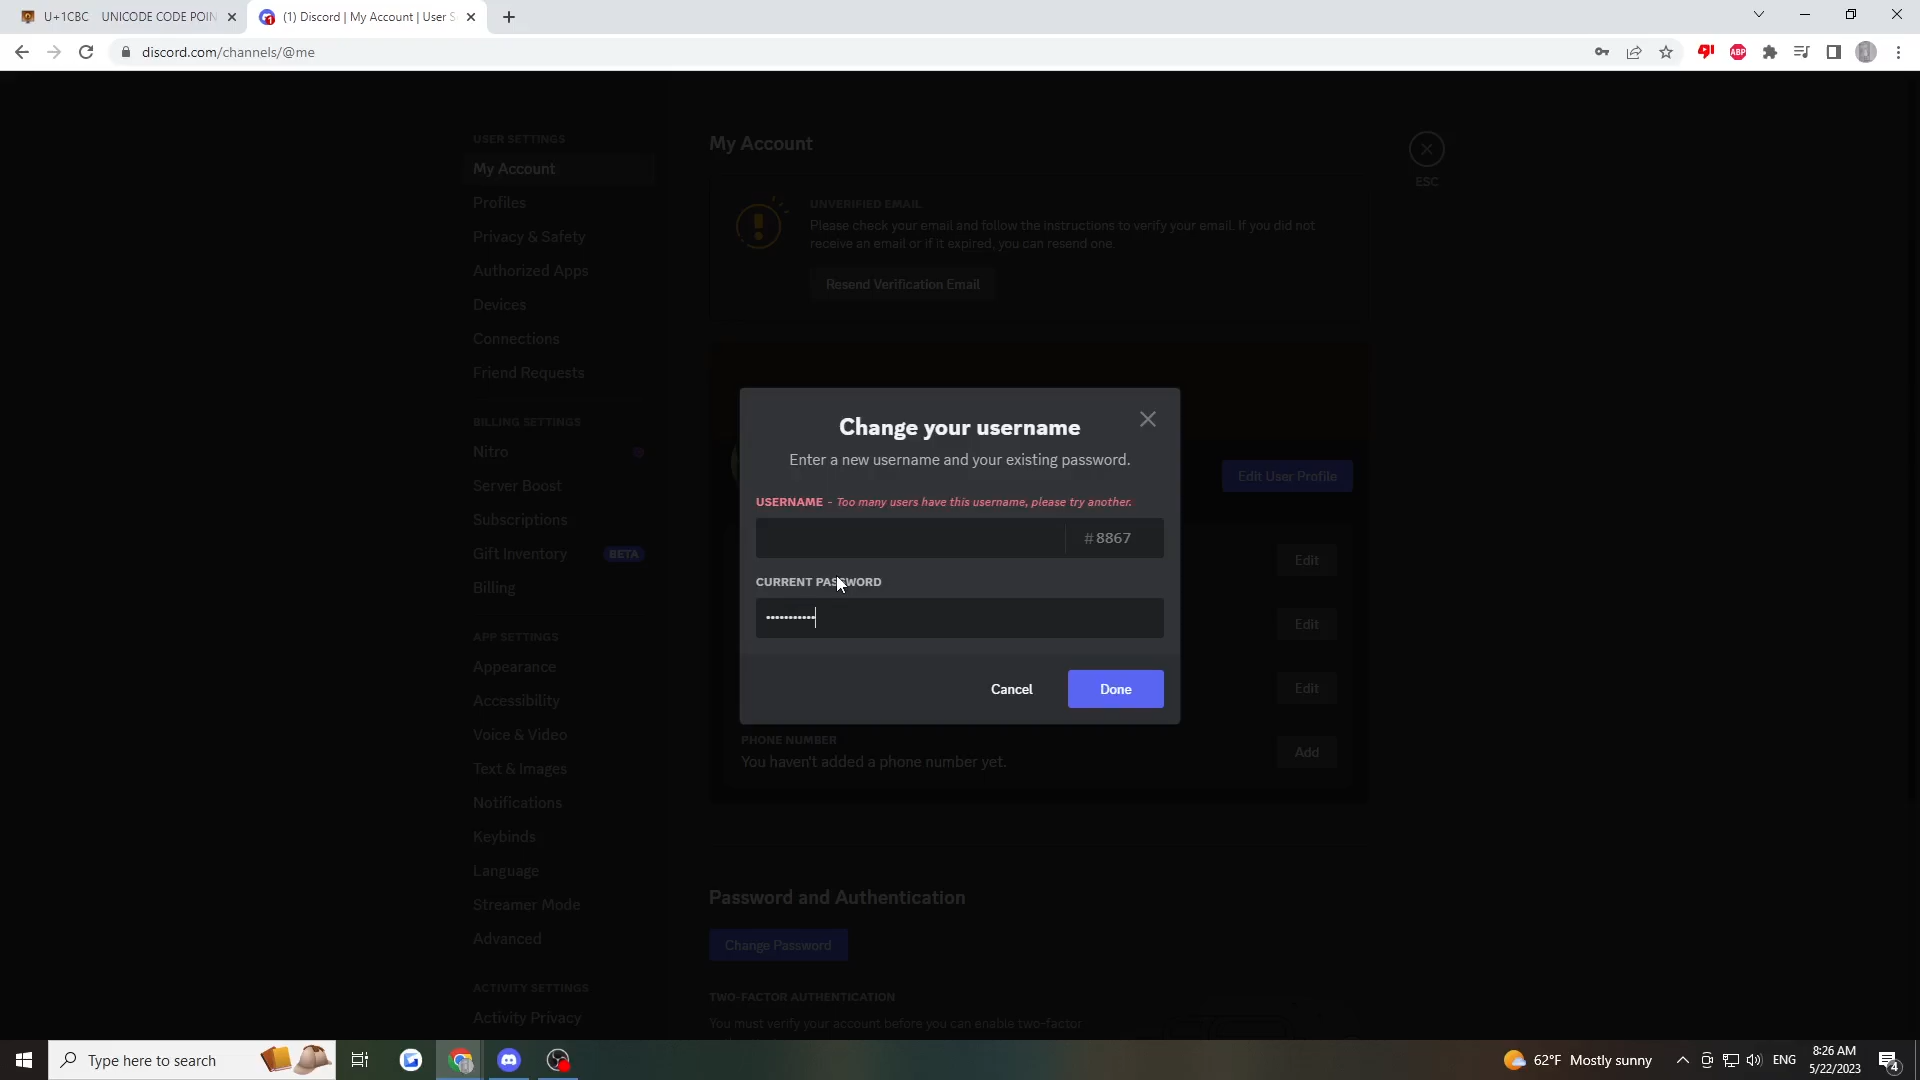 U+1CBC UNICODE CODE POIN
(1) Discord | My Account | User S
discord.com/channels/@me
ABP
USER SETTINGS
My Account
Profiles
Privacy & Safety
Authorized Apps
Devices
Connections
Friend Requests
BILLING SETTINGS
Nitro
Server Boost
Subscriptions
Gift Inventory BETA
Billing
APP SETTINGS
Appearance
Accessibility
Voice & Video
Text & Images
Notifications
Keybinds
Language
Streamer Mode
Advanced
ACTIVITY SETTINGS
Activity Privacy
My Account
ESC
UNVERIFIED EMAIL
Please check your email and follow the instructions to verify your email. If you did not
receive an email or if it expired, you can resend one.
Resend Verification Email
Edit User Profile
Change your username
Enter a new username and your existing password.
USERNAME - Too many users have this username, please try another.
#8867
CURRENT PASSWORD
•••••••••••
Cancel
Done
Edit
Edit
Edit
PHONE NUMBER
You haven't added a phone number yet.
Add
Password and Authentication
Change Password
TWO-FACTOR AUTHENTICATION
You must verify your account before you can enable two-factor
Type here to search
62°F Mostly sunny
ENG
8:26 AM
5/22/2023
4